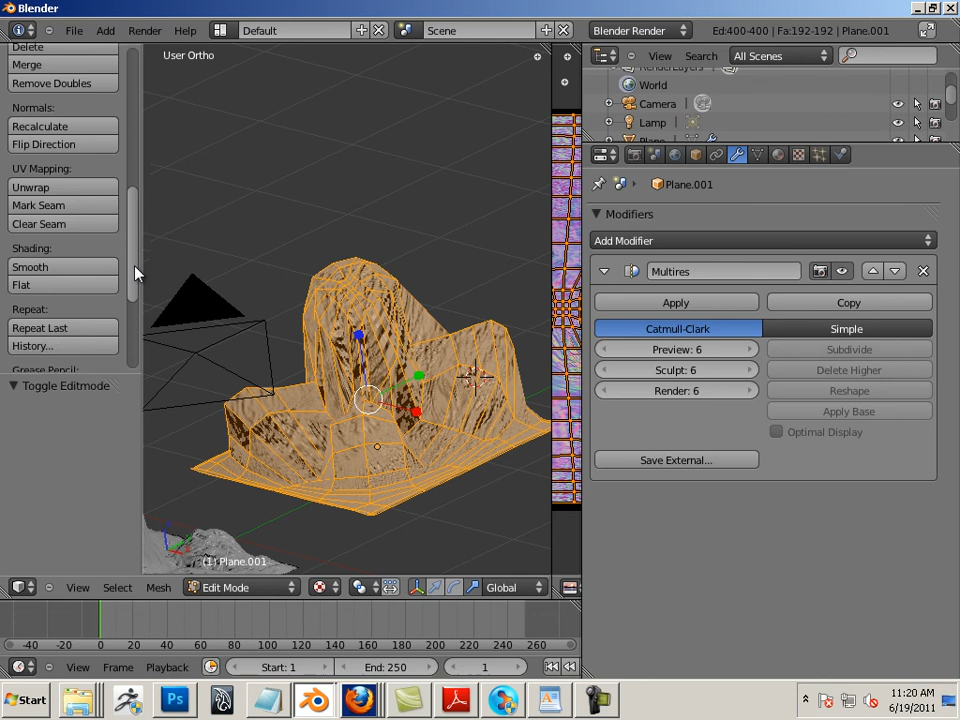 Blender
File Add Render Help Default Scene Blender Render Ed:400-400 | Fa:192-192 | Plane.001
Delete
Merge
Remove Doubles
Normals:
Recalculate
Flip Direction
UV Mapping:
Unwrap
Mark Seam
Clear Seam
Shading:
Smooth
Flat
Repeat:
Repeat Last
History...
Grease Pencil:
Toggle Editmode
User Ortho
(1) Plane.001
View Select Mesh Edit Mode Global
View Search All Scenes
RenderLayers
World
Camera
Lamp
Plane
Plane.001
Modifiers
Add Modifier
Multires
Apply Copy
Catmull-Clark Simple
Preview: 6 Subdivide
Sculpt: 6 Delete Higher
Render: 6 Reshape
Apply Base
Optimal Display
Save External...
-40 -20 0 20 40 60 80 100 120 140 160 180 200 220 240 260
View Frame Playback Start: 1 End: 250 1
Start Ps 11:20 AM
6/19/2011